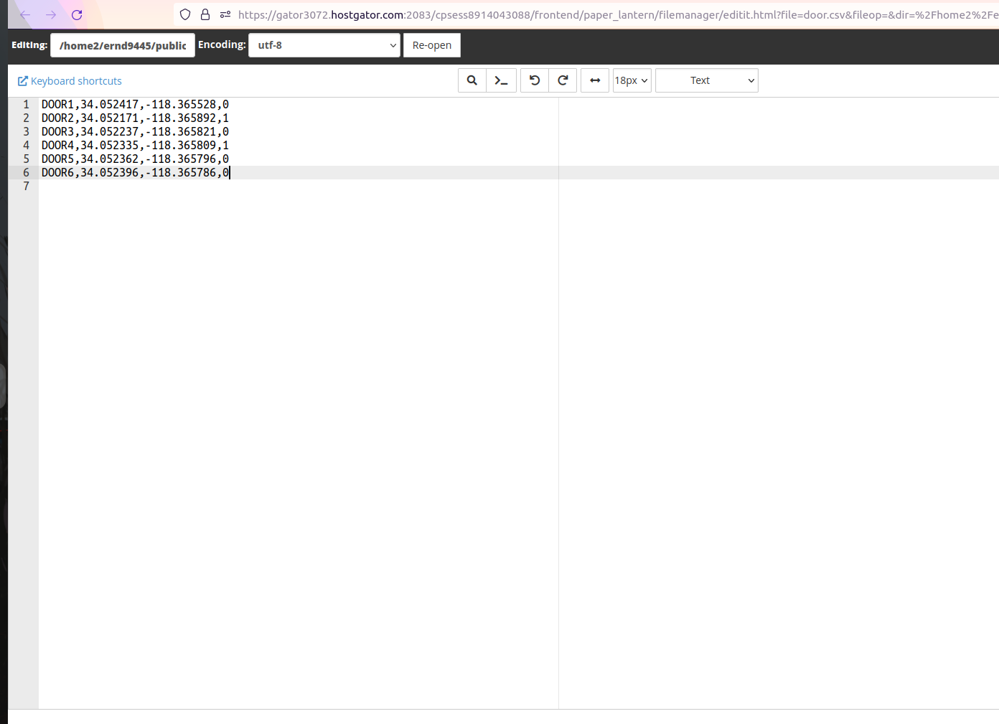 https://gator3072.hostgator.com:2083/cpsess8914043088/frontend/paper_lantern/filemanager/editit.html?file=door.csv&fileop=&dir=%2Fhome2%2Fe
Editing: /home2/ernd9445/public Encoding: utf-8 Re-open
Keyboard shortcuts 18px Text
1 DOOR1,34.052417,-118.365528,0
2 DOOR2,34.052171,-118.365892,1
3 DOOR3,34.052237,-118.365821,0
4 DOOR4,34.052335,-118.365809,1
5 DOOR5,34.052362,-118.365796,0
6 DOOR6,34.052396,-118.365786,0
7